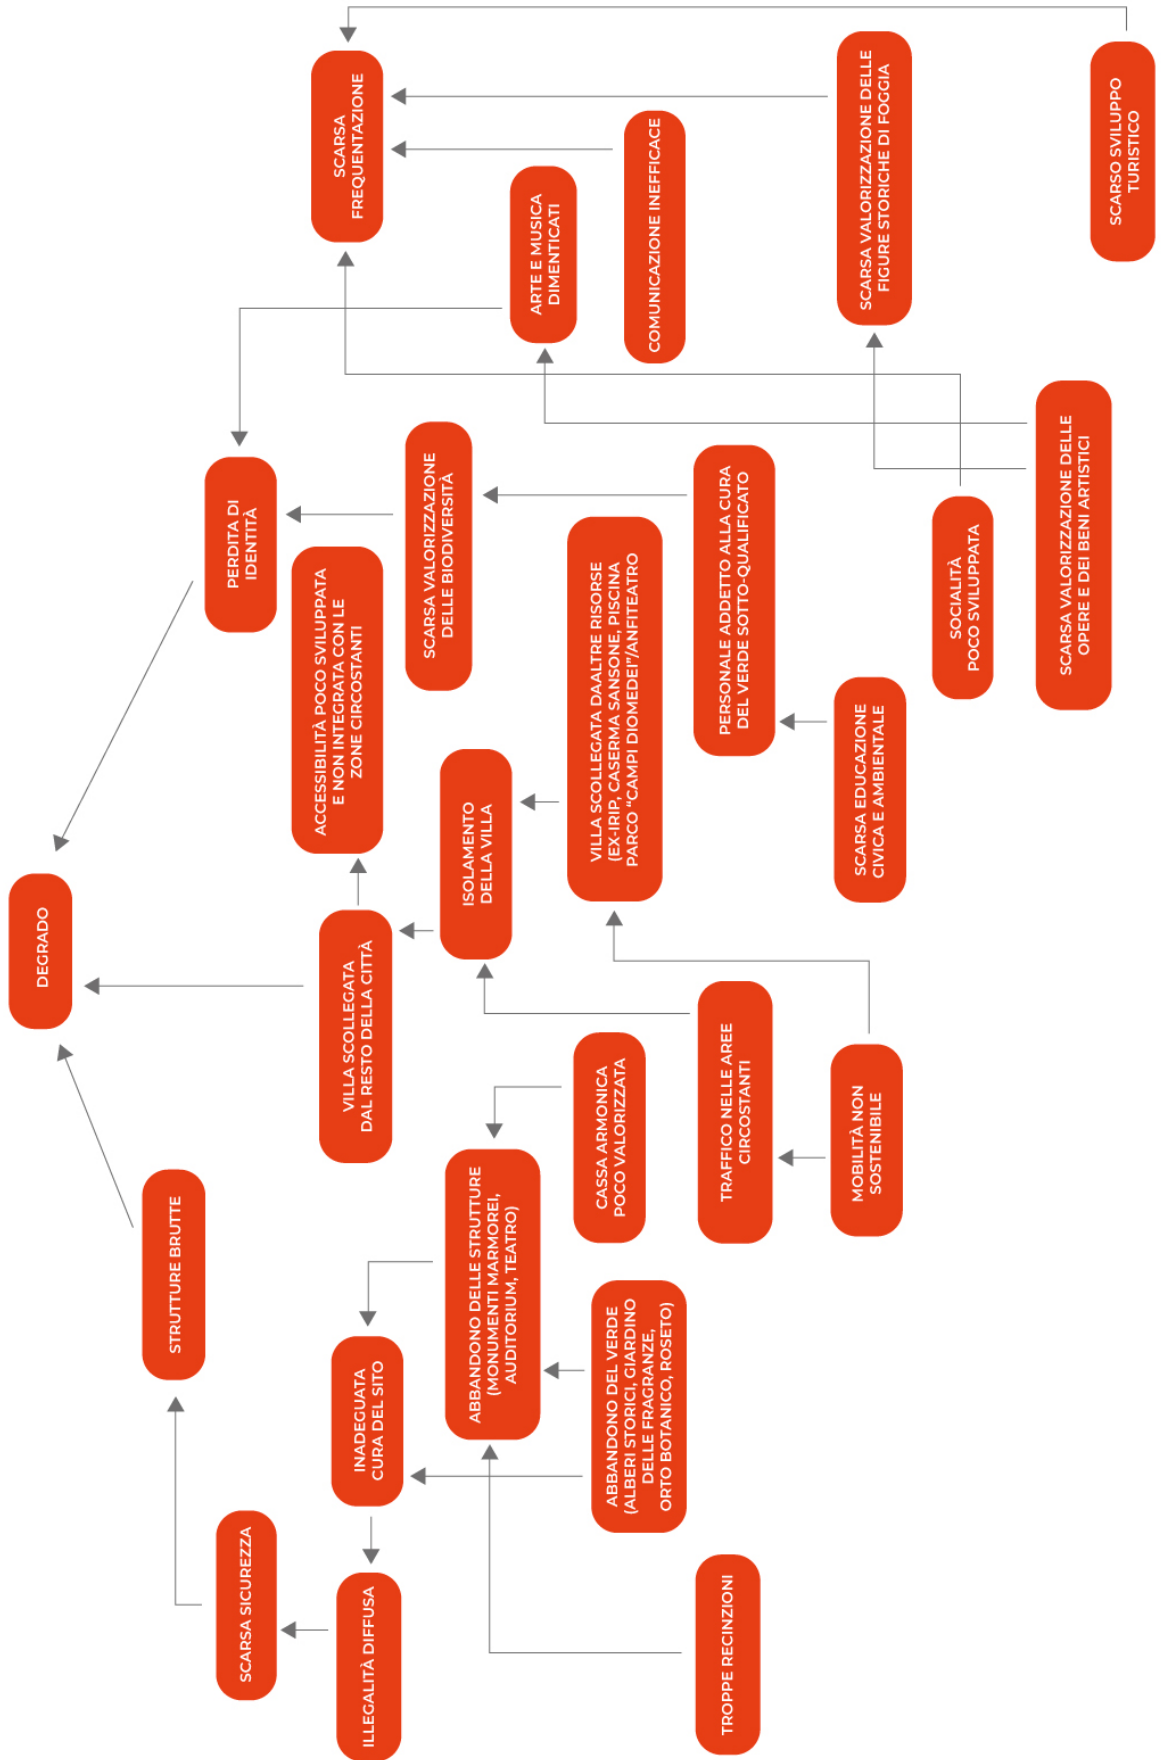 DEGRADO
STRUTTURE BRUTTE
PERDITA DI
IDENTITÀ
SCARSA SICUREZZA
ACCESSIBILITÀ POCO SVILUPPATA
E NON INTEGRATA CON LE
ZONE CIRCOSTANTI
SCARSA
FREQUENTAZIONE
ILLEGALITÀ DIFFUSA
INADEGUATA
CURA DEL SITO
VILLA SCOLLEGATA
DAL RESTO DELLA CITTÀ
SCARSA VALORIZZAZIONE
DELLE BIODIVERSITÀ
ABBANDONO DELLE STRUTTURE
(MONUMENTI MARMOREI,
AUDITORIUM, TEATRO)
ISOLAMENTO
DELLA VILLA
ARTE E MUSICA
DIMENTICATI
ABBANDONO DEL VERDE
(ALBERI STORICI, GIARDINO
DELLE FRAGRANZE,
ORTO BOTANICO, ROSETO)
CASSA ARMONICA
POCO VALORIZZATA
VILLA SCOLLEGATA DAALTRE RISORSE
(EX-IRIP, CASERMA SANSONE, PISCINA
PARCO “CAMPI DIOMEDEI”/ANFITEATRO
COMUNICAZIONE INEFFICACE
TROPPE RECINZIONI
TRAFFICO NELLE AREE
CIRCOSTANTI
PERSONALE ADDETTO ALLA CURA
DEL VERDE SOTTO-QUALIFICATO
MOBILITÀ NON
SOSTENIBILE
SCARSA EDUCAZIONE
CIVICA E AMBIENTALE
SCARSA VALORIZZAZIONE DELLE
FIGURE STORICHE DI FOGGIA
SOCIALITÀ
POCO SVILUPPATA
SCARSA VALORIZZAZIONE DELLE
OPERE E DEI BENI ARTISTICI
SCARSO SVILUPPO
TURISTICO